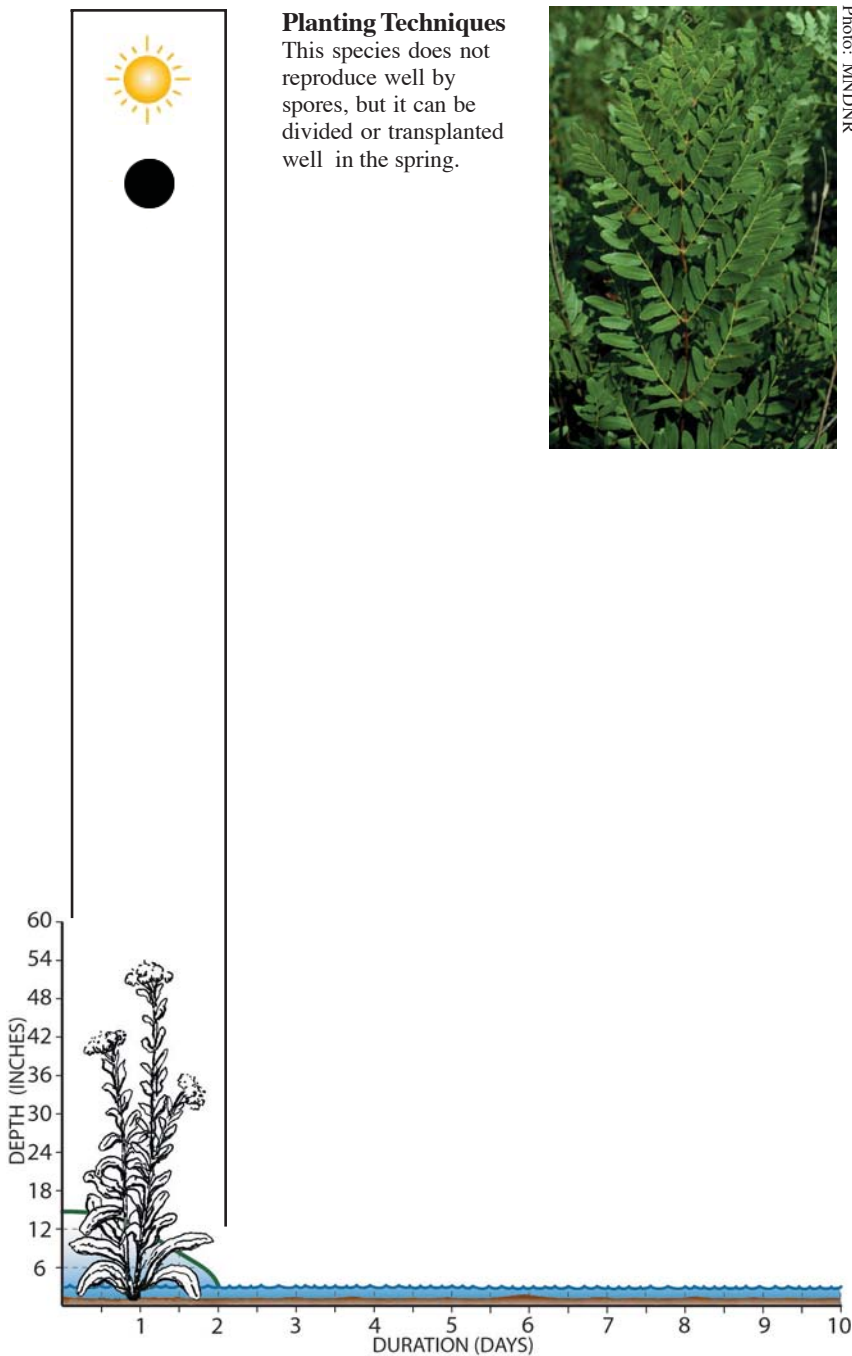 Planting Techniques
This species does not
reproduce well by
spores, but it can be
divided or transplanted
well in the spring.
Photo: MNDNR
60
54
48
42
36
30
24
18
12
6
DEPTH (INCHES)
1 2 3 4 5 6 7 8 9 10
DURATION (DAYS)